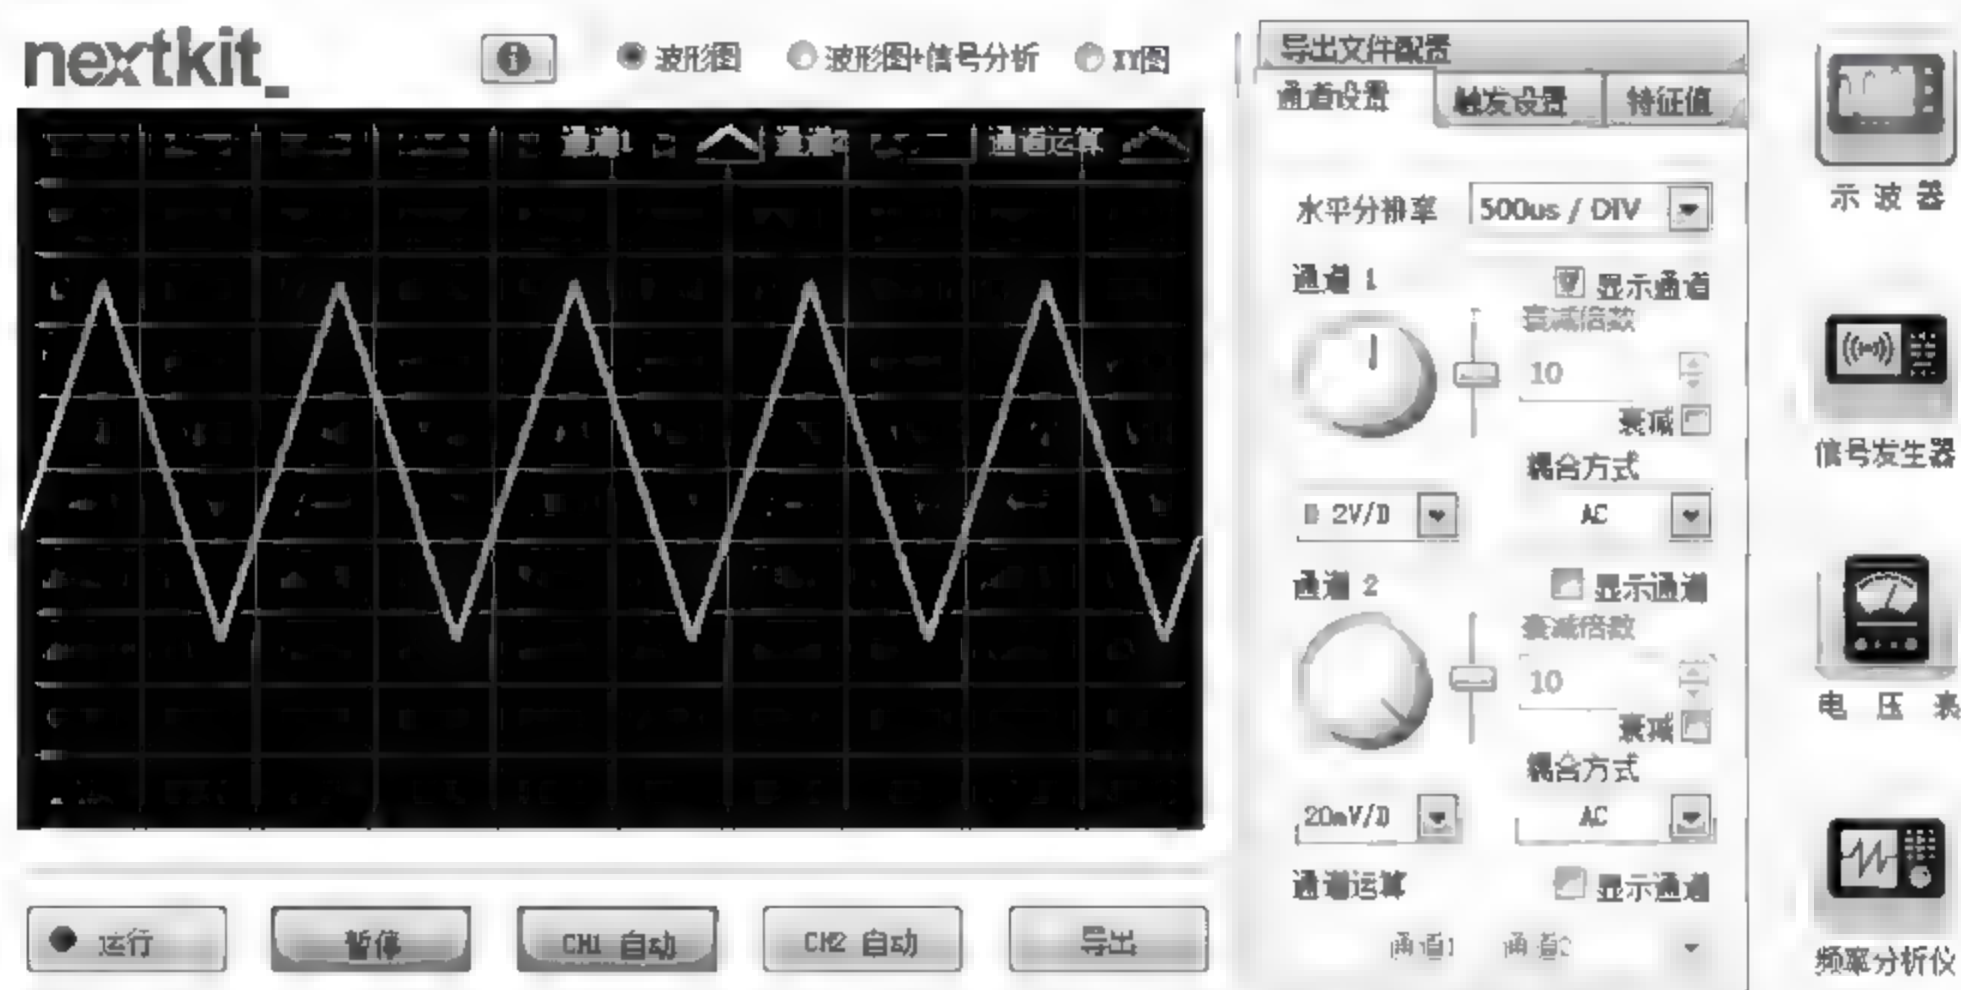 nextkit_
波形图 波形图+信号分析 XY图
通道1 通道2 通道运算
运行 暂停 CH1 自动 CH2 自动 导出
导出文件配置
通道设置 触发设置 特征值
水平分辨率 500us / DIV
通道 1 显示通道
衰减倍数
10
衰减
耦合方式
2V/D AC
通道 2 显示通道
衰减倍数
10
衰减
耦合方式
20mV/D AC
通道运算 显示通道
通道1 通道2
示波器
信号发生器
电压表
频率分析仪